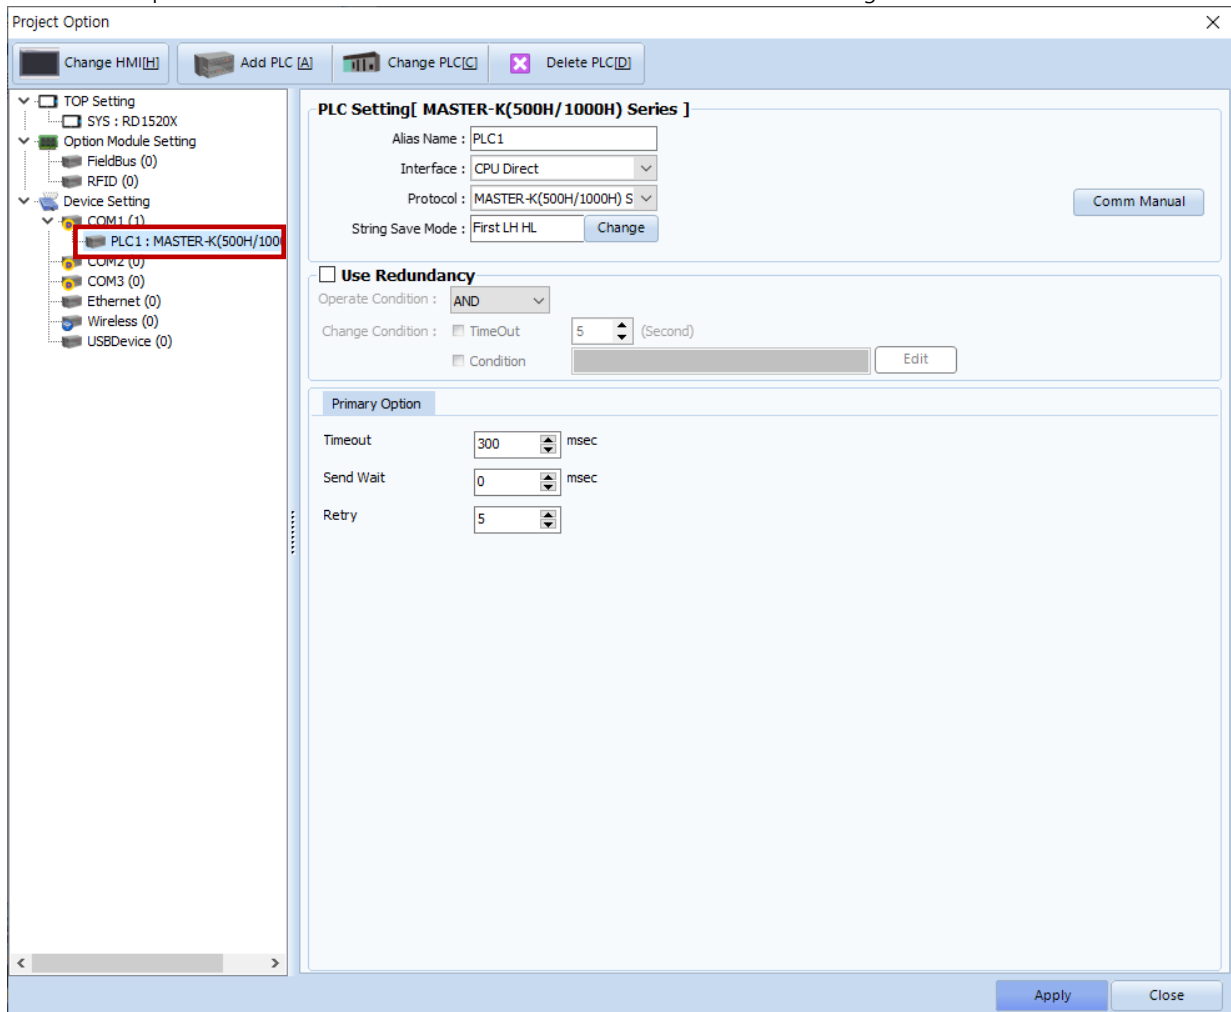 Project Option
Change HMI[H]
Add PLC [A]
Change PLC[C]
Delete PLC[D]
TOP Setting
SYS : RD1520X
Option Module Setting
FieldBus (0)
RFID (0)
Device Setting
COM1 (1)
PLC1 : MASTER-K(500H/100
COM2 (0)
COM3 (0)
Ethernet (0)
Wireless (0)
USBDevice (0)
PLC Setting[ MASTER-K(500H/1000H) Series ]
Alias Name : PLC1
Interface : CPU Direct
Protocol : MASTER-K(500H/1000H) S
Comm Manual
String Save Mode : First LH HL Change
Use Redundancy
Operate Condition : AND
Change Condition : TimeOut 5 (Second)
Condition Edit
Primary Option
Timeout 300 msec
Send Wait 0 msec
Retry 5
Apply Close